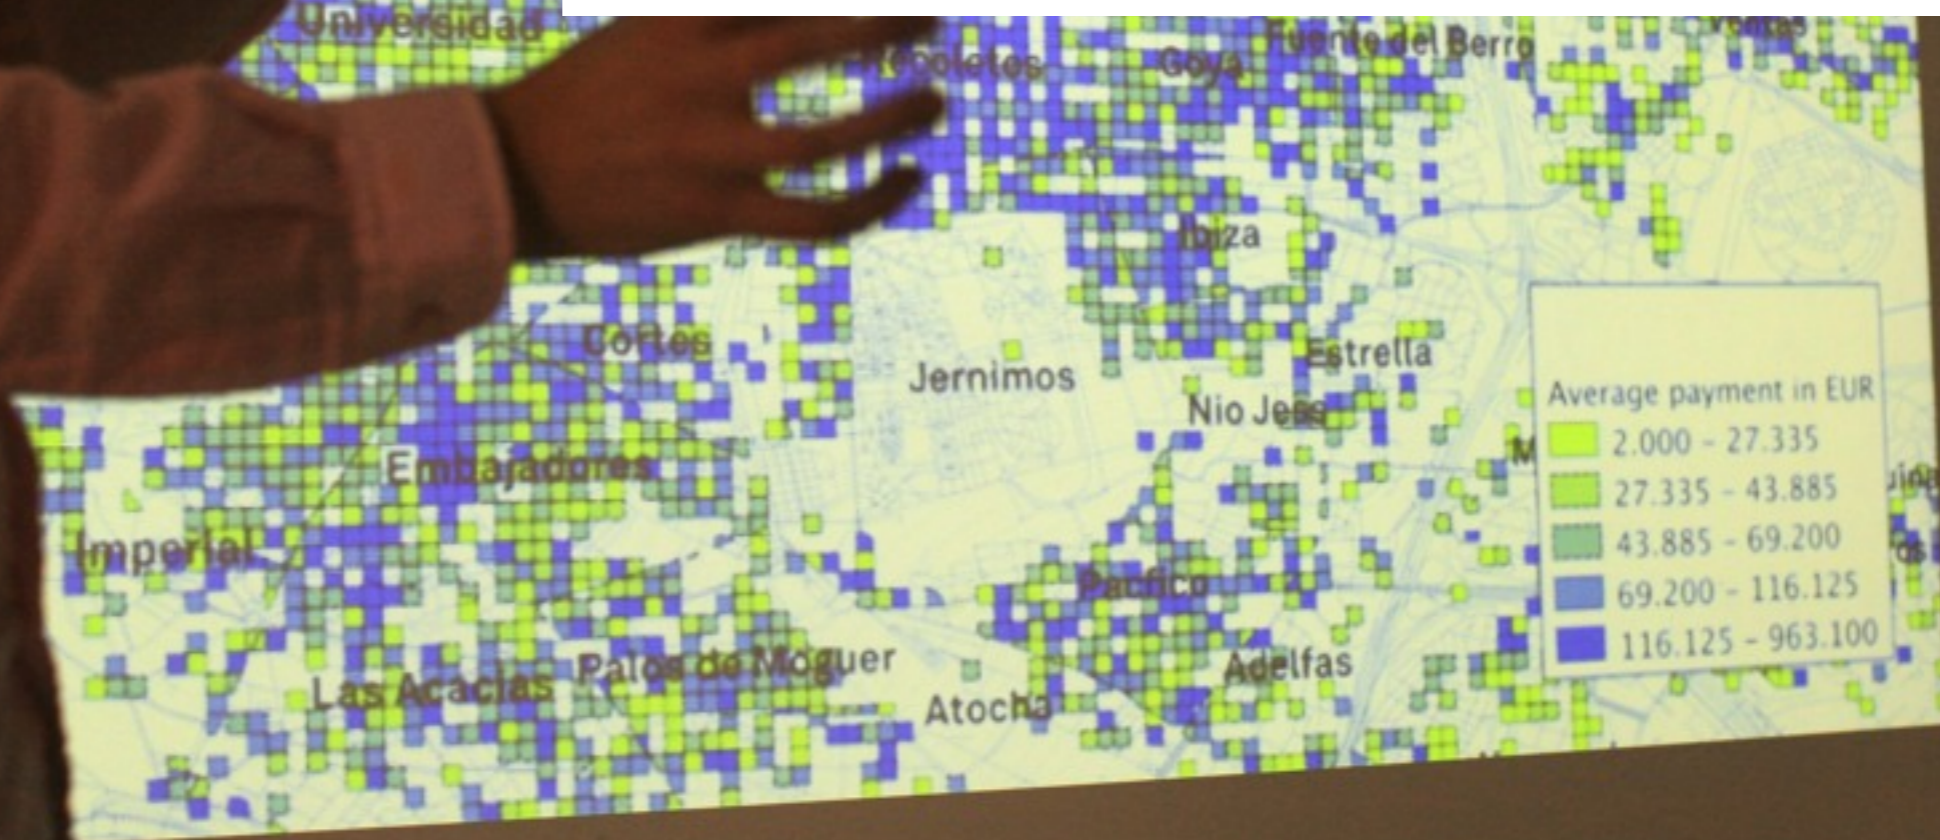 Universidad
Recoletos
Goya
Fuente del Berro
Ventas
Ibiza
Cortes
Jernimos
Estrella
Nio Jess
Embajadores
Imperial
Pacfico
Las Acacias
Palos de Moguer
Adelfas
Atocha
Average payment in EUR
2.000 - 27.335
27.335 - 43.885
43.885 - 69.200
69.200 - 116.125
116.125 - 963.100